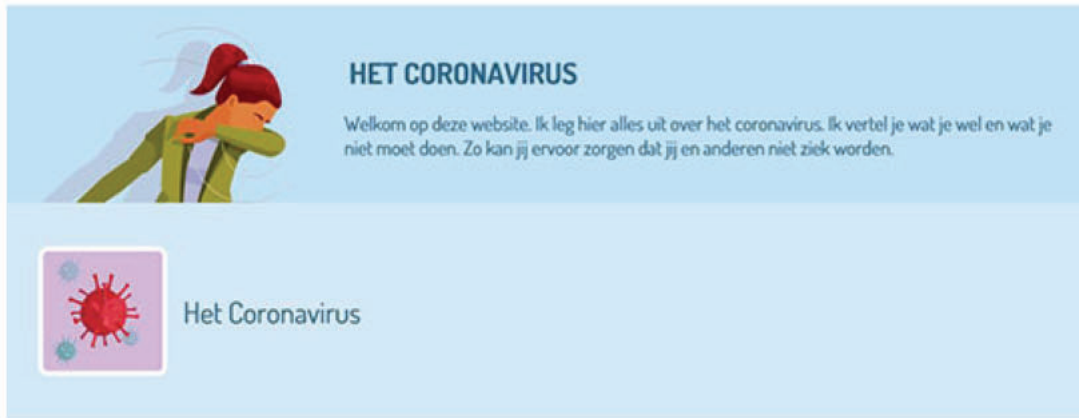 HET CORONAVIRUS
Welkom op deze website. Ik leg hier alles uit over het coronavirus. Ik vertel je wat je wel en wat je
niet moet doen. Zo kan jij ervoor zorgen dat jij en anderen niet ziek worden.
Het Coronavirus